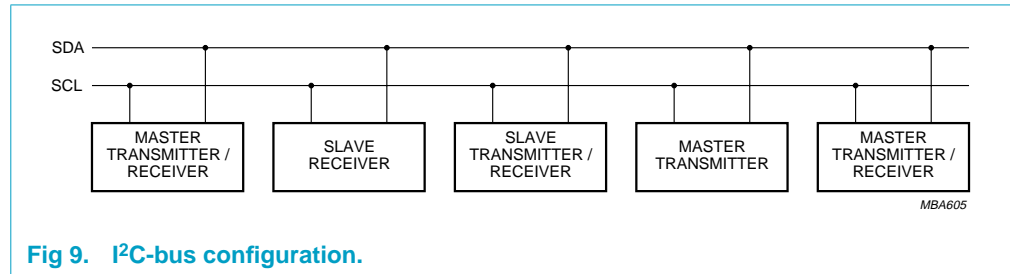 SDA
SCL
MASTER
TRANSMITTER /
RECEIVER
SLAVE
RECEIVER
SLAVE
TRANSMITTER /
RECEIVER
MASTER
TRANSMITTER
MASTER
TRANSMITTER /
RECEIVER
MBA605
Fig 9. I²C-bus configuration.